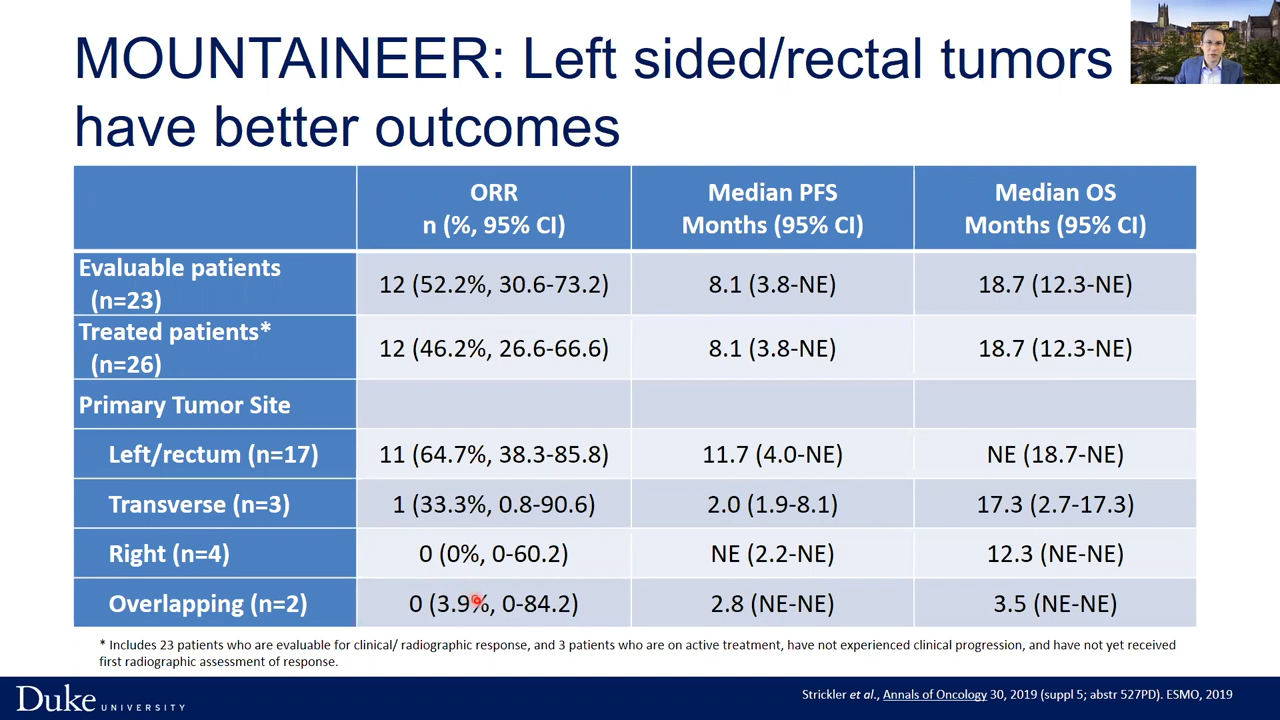 MOUNTAINEER: Left sided/rectal tumors
have better outcomes
ORR
n (%, 95% CI)
Median PFS
Months (95% CI)
Median OS
Months (95% CI)
Evaluable patients
(n=23)
12 (52.2%, 30.6-73.2)
8.1 (3.8-NE)
18.7 (12.3-NE)
Treated patients*
(n=26)
12 (46.2%, 26.6-66.6)
8.1 (3.8-NE)
18.7 (12.3-NE)
Primary Tumor Site
Left/rectum (n=17)
11 (64.7%, 38.3-85.8)
11.7 (4.0-NE)
NE (18.7-NE)
Transverse (n=3)
1 (33.3%, 0.8-90.6)
2.0 (1.9-8.1)
17.3 (2.7-17.3)
Right (n=4)
0 (0%, 0-60.2)
NE (2.2-NE)
12.3 (NE-NE)
Overlapping (n=2)
0 (3.9%, 0-84.2)
2.8 (NE-NE)
3.5 (NE-NE)
* Includes 23 patients who are evaluable for clinical/ radiographic response, and 3 patients who are on active treatment, have not experienced clinical progression, and have not yet received
first radiographic assessment of response.
Duke UNIVERSITY
Strickler et al., Annals of Oncology 30, 2019 (suppl 5; abstr 527PD). ESMO, 2019